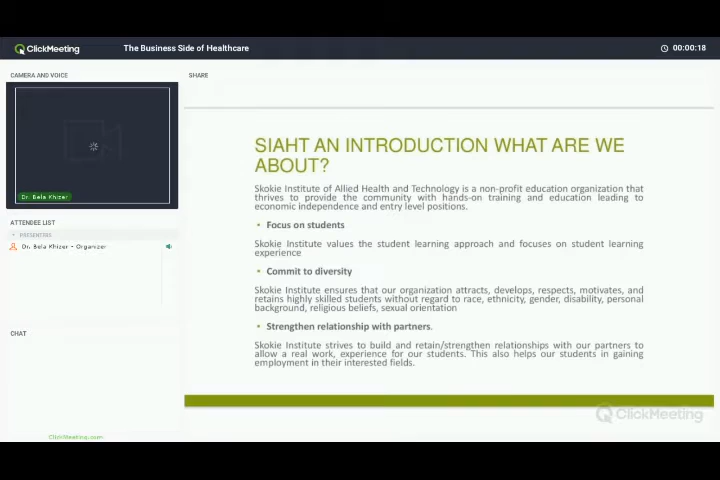 ClickMeeting
The Business Side of Healthcare
00:00:18
CAMERA AND VOICE
SHARE
Dr. Bela Khizer
ATTENDEE LIST
PRESENTERS
Dr. Bela Khizer - Organizer
CHAT
ClickMeeting.com
SIAHT AN INTRODUCTION WHAT ARE WE
ABOUT?
Skokie Institute of Allied Health and Technology is a non-profit education organization that
thrives to provide the community with hands-on training and education leading to
economic independence and entry level positions.
• Focus on students
Skokie Institute values the student learning approach and focuses on student learning
experience
• Commit to diversity
Skokie Institute ensures that our organization attracts, develops, respects, motivates, and
retains highly skilled students without regard to race, ethnicity, gender, disability, personal
background, religious beliefs, sexual orientation
• Strengthen relationship with partners.
Skokie Institute strives to build and retain/strengthen relationships with our partners to
allow a real work, experience for our students. This also helps our students in gaining
employment in their interested fields.
ClickMeeting